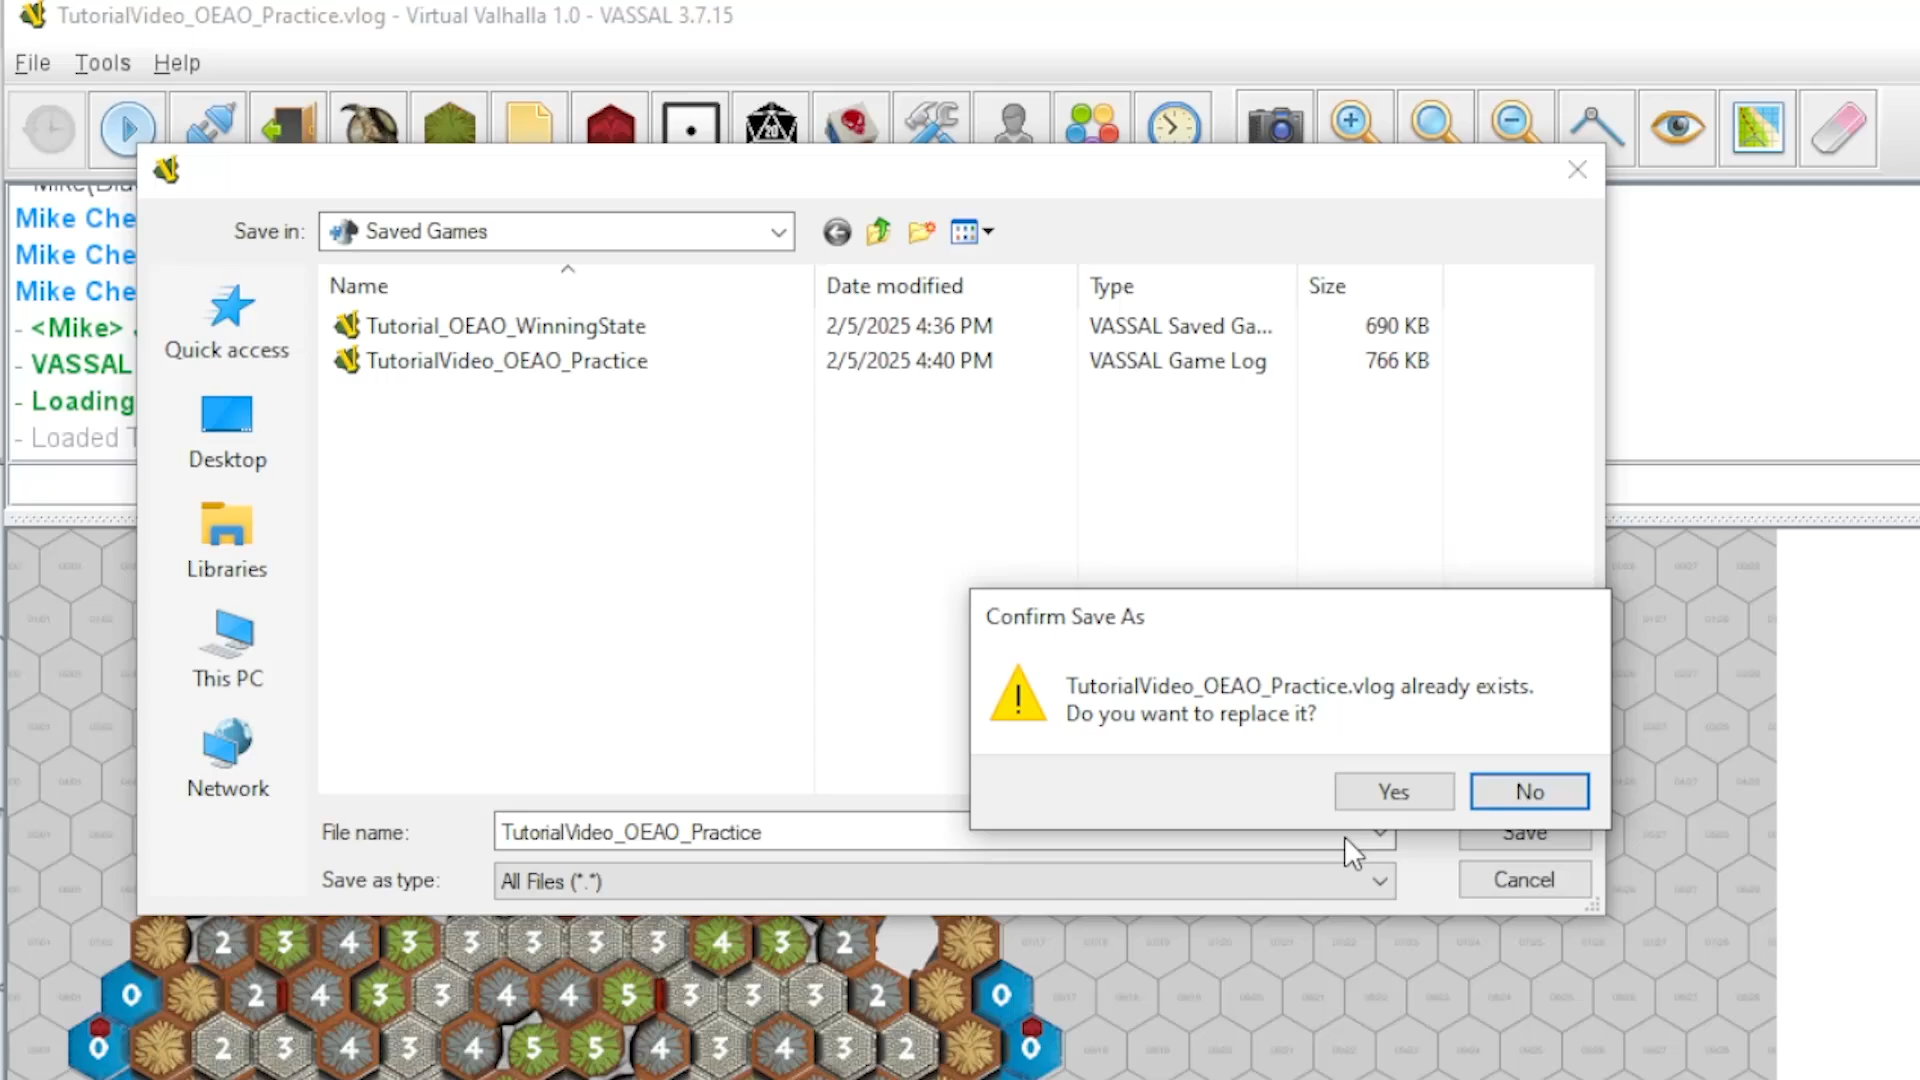 TutorialVideo_OEAO_Practice.vlog - Virtual Valhalla 1.0 - VASSAL 3.7.15
File Tools Help
20
Mike Che
Mike Che
Mike Che
- <Mike>
- VASSAL
- Loading
- Loaded T
Save in: Saved Games
Quick access
Desktop
Libraries
This PC
Network
Name Date modified Type Size
Tutorial_OEAO_WinningState 2/5/2025 4:36 PM VASSAL Saved Ga... 690 KB
TutorialVideo_OEAO_Practice 2/5/2025 4:40 PM VASSAL Game Log 766 KB
Confirm Save As
TutorialVideo_OEAO_Practice.vlog already exists.
Do you want to replace it?
Yes No
File name: TutorialVideo_OEAO_Practice Save
Save as type: All Files (*.*) Cancel
2 3 4 3 3 3 3 3 4 3 2
0 2 4 3 3 4 4 5 3 3 3 2 0
0 2 3 4 3 4 5 5 4 3 4 3 2 0